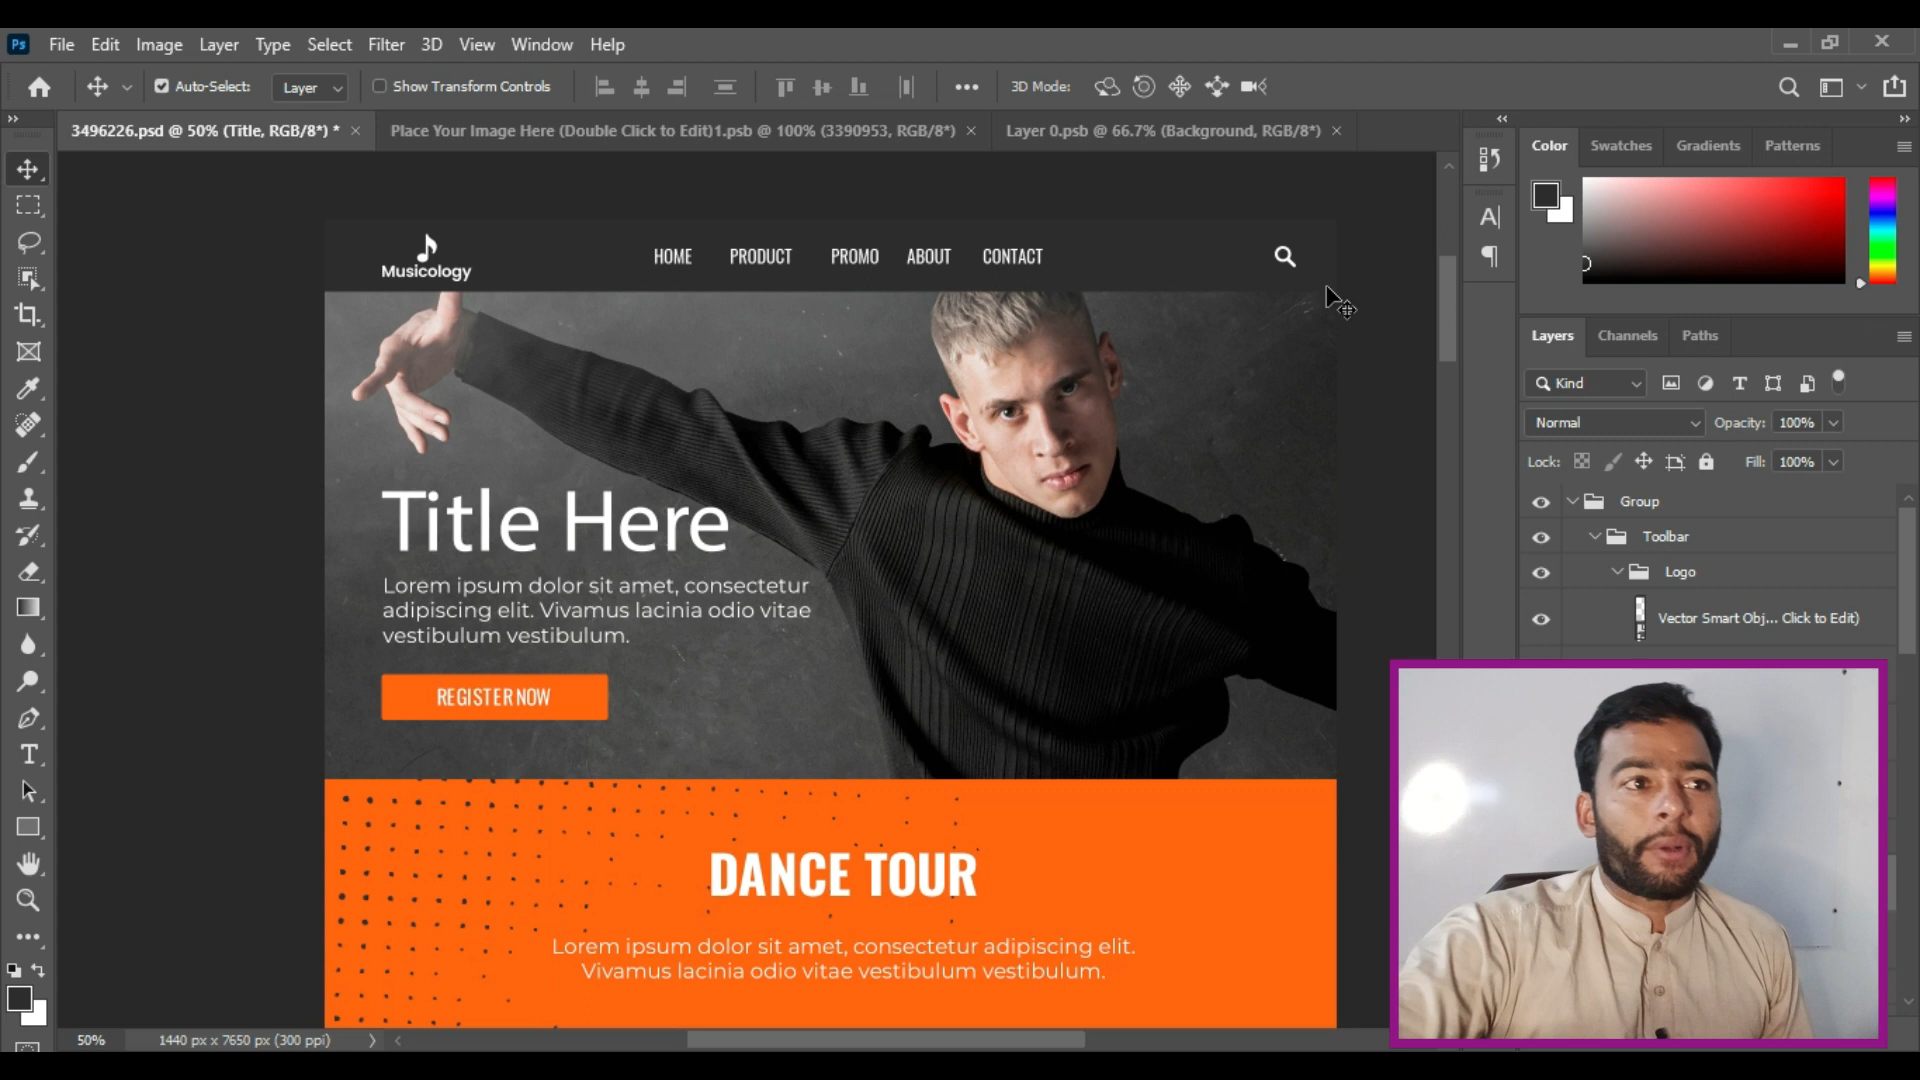 Ps File Edit Image Layer Type Select Filter 3D View Window Help
Auto-Select: Layer Show Transform Controls 3D Mode:
3496226.psd @ 50% (Title, RGB/8*) * × Place Your Image Here (Double Click to Edit)1.psb @ 100% (3390953, RGB/8*) × Layer 0.psb @ 66.7% (Background, RGB/8*) ×
Color Swatches Gradients Patterns
Musicology
HOME PRODUCT PROMO ABOUT CONTACT
Title Here
Lorem ipsum dolor sit amet, consectetur
adipiscing elit. Vivamus lacinia odio vitae
vestibulum vestibulum.
REGISTER NOW
DANCE TOUR
Lorem ipsum dolor sit amet, consectetur adipiscing elit.
Vivamus lacinia odio vitae vestibulum vestibulum.
Layers Channels Paths
Kind
Normal Opacity: 100%
Lock: Fill: 100%
Group
Toolbar
Logo
Vector Smart Obj... Click to Edit)
50% 1440 px x 7650 px (300 ppi)